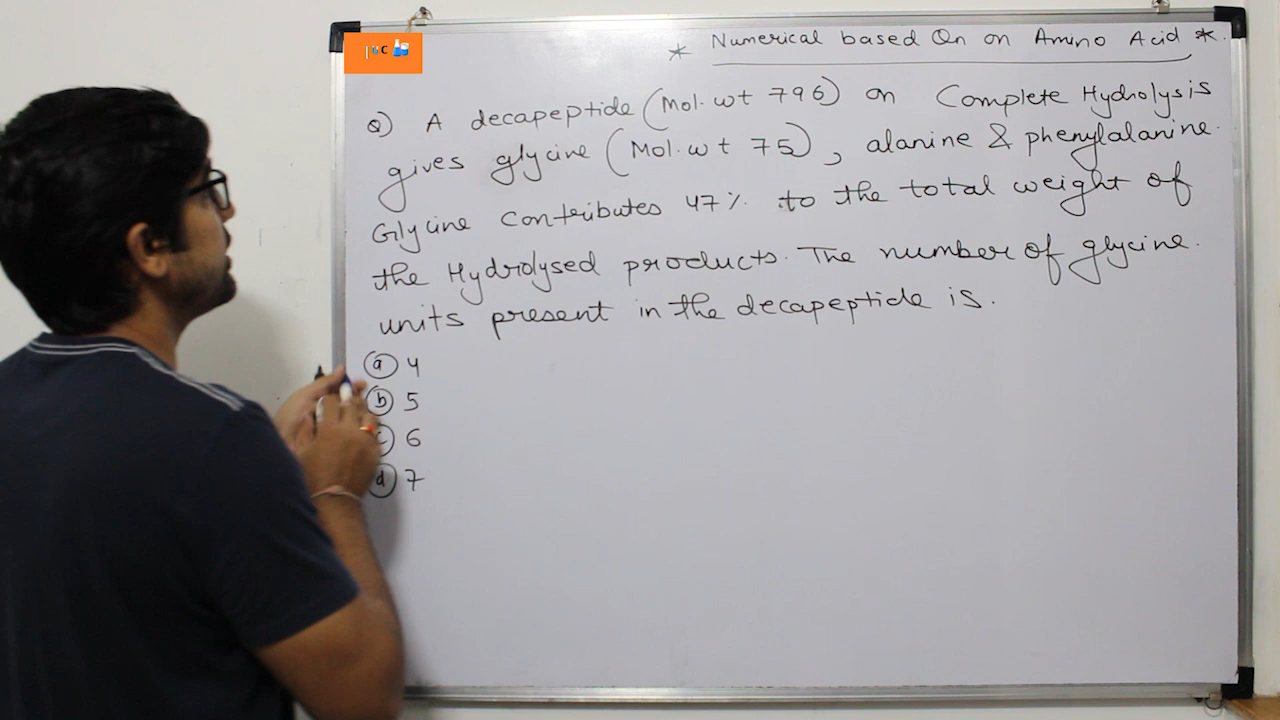 * Numerical based Qn on Amino Acid *
Q) A decapeptide (Mol. wt 796) on Complete Hydrolysis
gives glycine (Mol. wt 75), alanine & phenylalanine.
Glycine Contributes 47% to the total weight of
the Hydrolysed products. The number of glycine
units present in the decapeptide is.
a 4
b 5
c 6
d 7